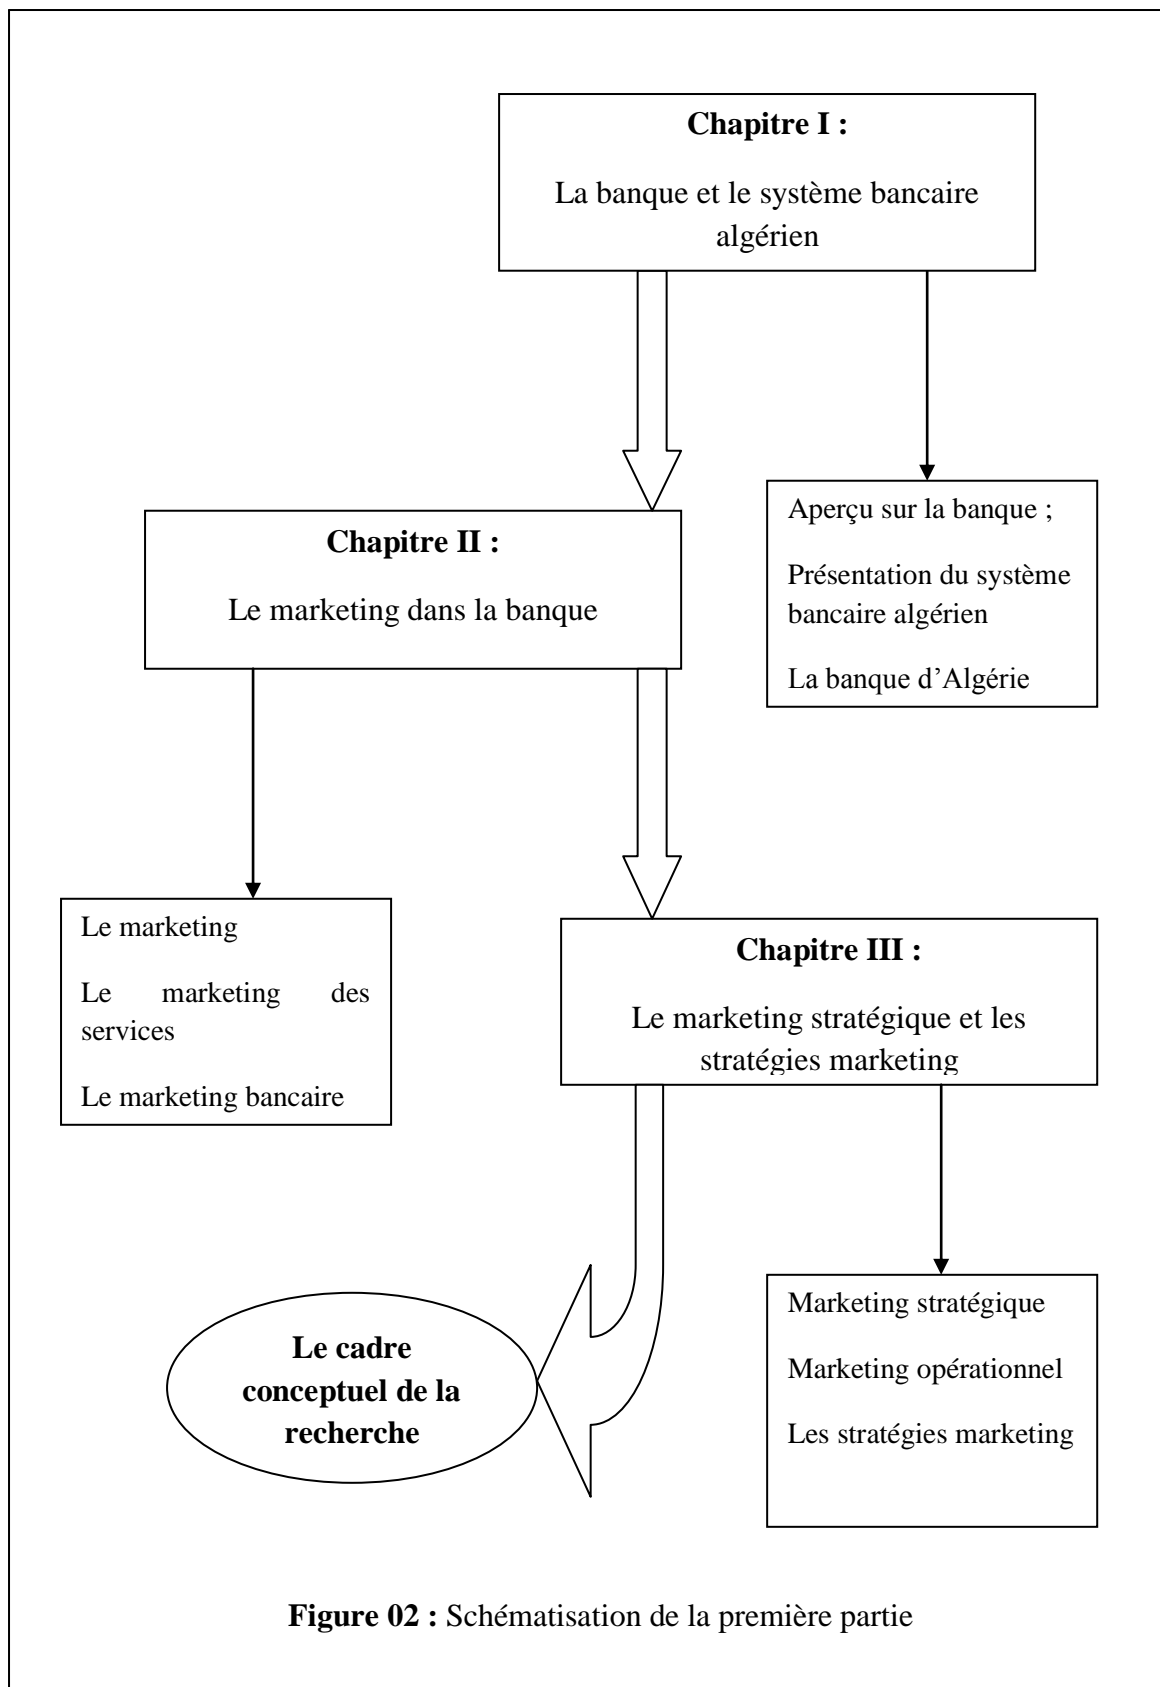 Chapitre I :
La banque et le système bancaire
algérien
Aperçu sur la banque ;
Présentation du système
bancaire algérien
La banque d’Algérie
Chapitre II :
Le marketing dans la banque
Le marketing
Le marketing des
services
Le marketing bancaire
Chapitre III :
Le marketing stratégique et les
stratégies marketing
Marketing stratégique
Marketing opérationnel
Les stratégies marketing
Le cadre
conceptuel de la
recherche
Figure 02 : Schématisation de la première partie